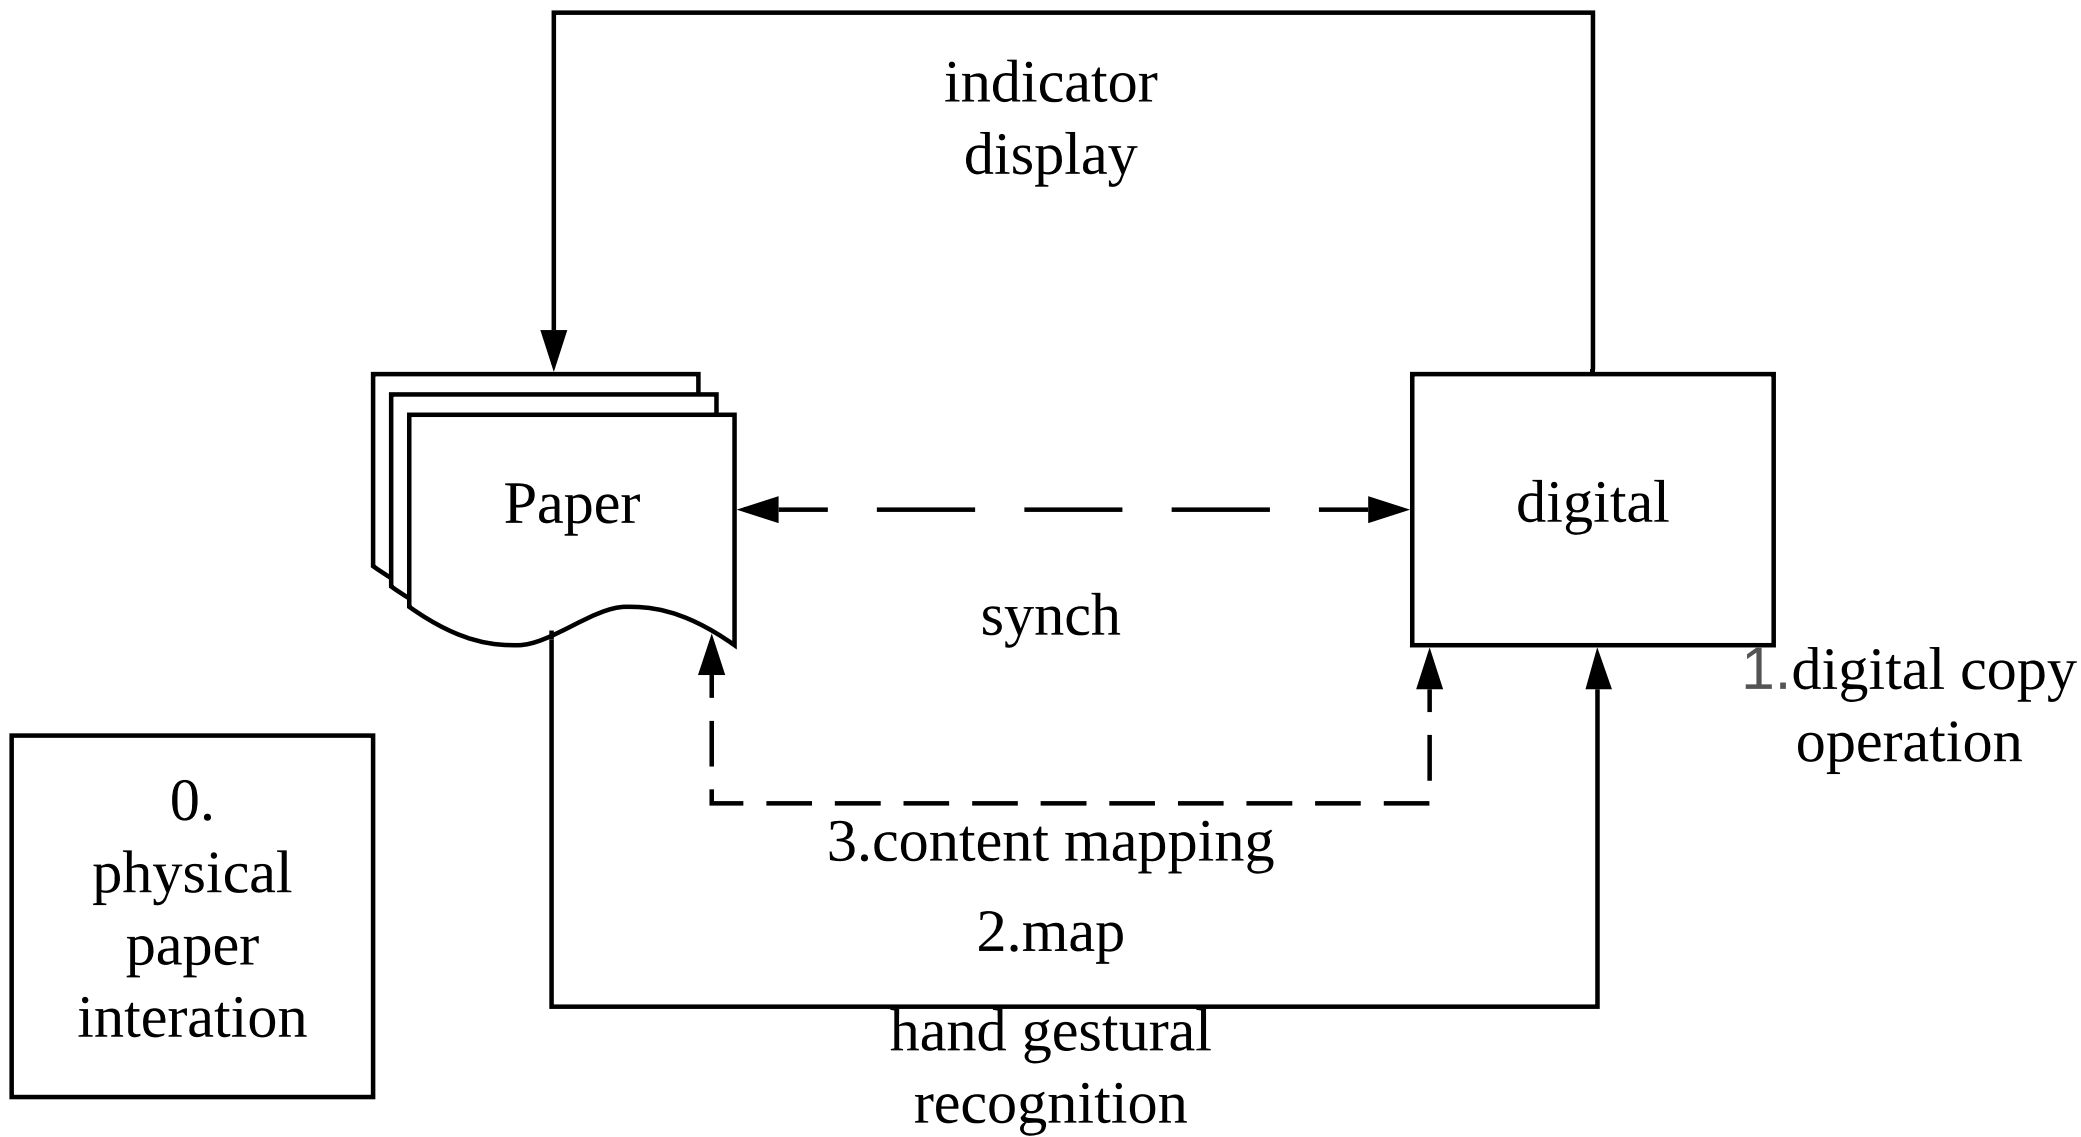 indicator
display
Paper
digital
synch
1.digital copy
operation
0.
physical
paper
interation
3.content mapping
2.map
hand gestural
recognition